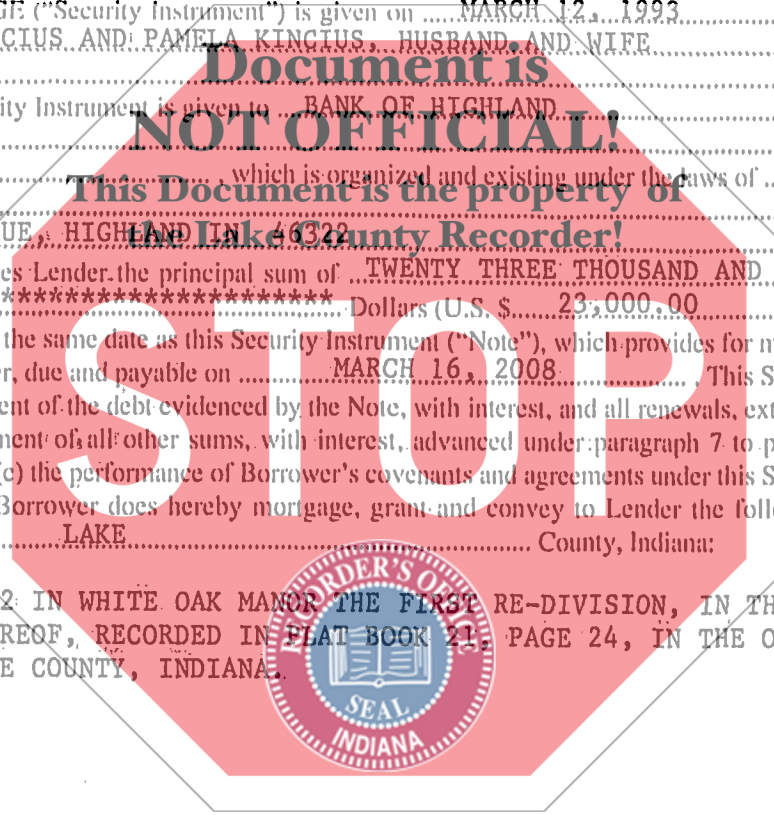 GE ("Security Instrument") is given on ..... MARCH 12, 1993
CIUS AND PAMELA KINCIUS, HUSBAND AND WIFE
Document is
ity Instrument is given to ... BANK OF HIGHLAND
NOT OFFICIAL!
, which is organized and existing under the laws of ..
This Document is the property of
UE, HIGHLAND IN 46322
the Lake County Recorder!
es Lender the principal sum of .. TWENTY THREE THOUSAND AND
********************* Dollars (U.S. $..... 23,000.00
the same date as this Security Instrument ("Note"), which provides for m
r, due and payable on ............... MARCH 16, 2008 ............... . This S
ent of the debt evidenced by the Note, with interest, and all renewals, ext
ment of all other sums, with interest, advanced under paragraph 7 to p
(c) the performance of Borrower's covenants and agreements under this S
Borrower does hereby mortgage, grant and convey to Lender the foll
STOP
LAKE ............... County, Indiana:
2 IN WHITE OAK MANOR THE FIRST RE-DIVISION, IN TH
REOF, RECORDED IN PLAT BOOK 21, PAGE 24, IN THE O
E COUNTY, INDIANA.
RECORDER'S OFFICE
SEAL
INDIANA